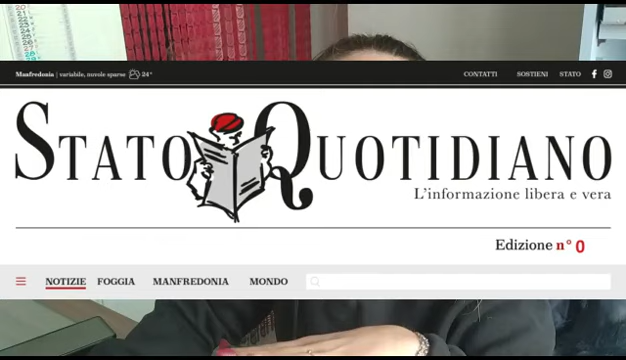 Manfredonia | variabile, nuvole sparse 24°
CONTATTI SOSTIENI STATO
STATO QUOTIDIANO
L'informazione libera e vera
Edizione n° 0
NOTIZIE FOGGIA MANFREDONIA MONDO